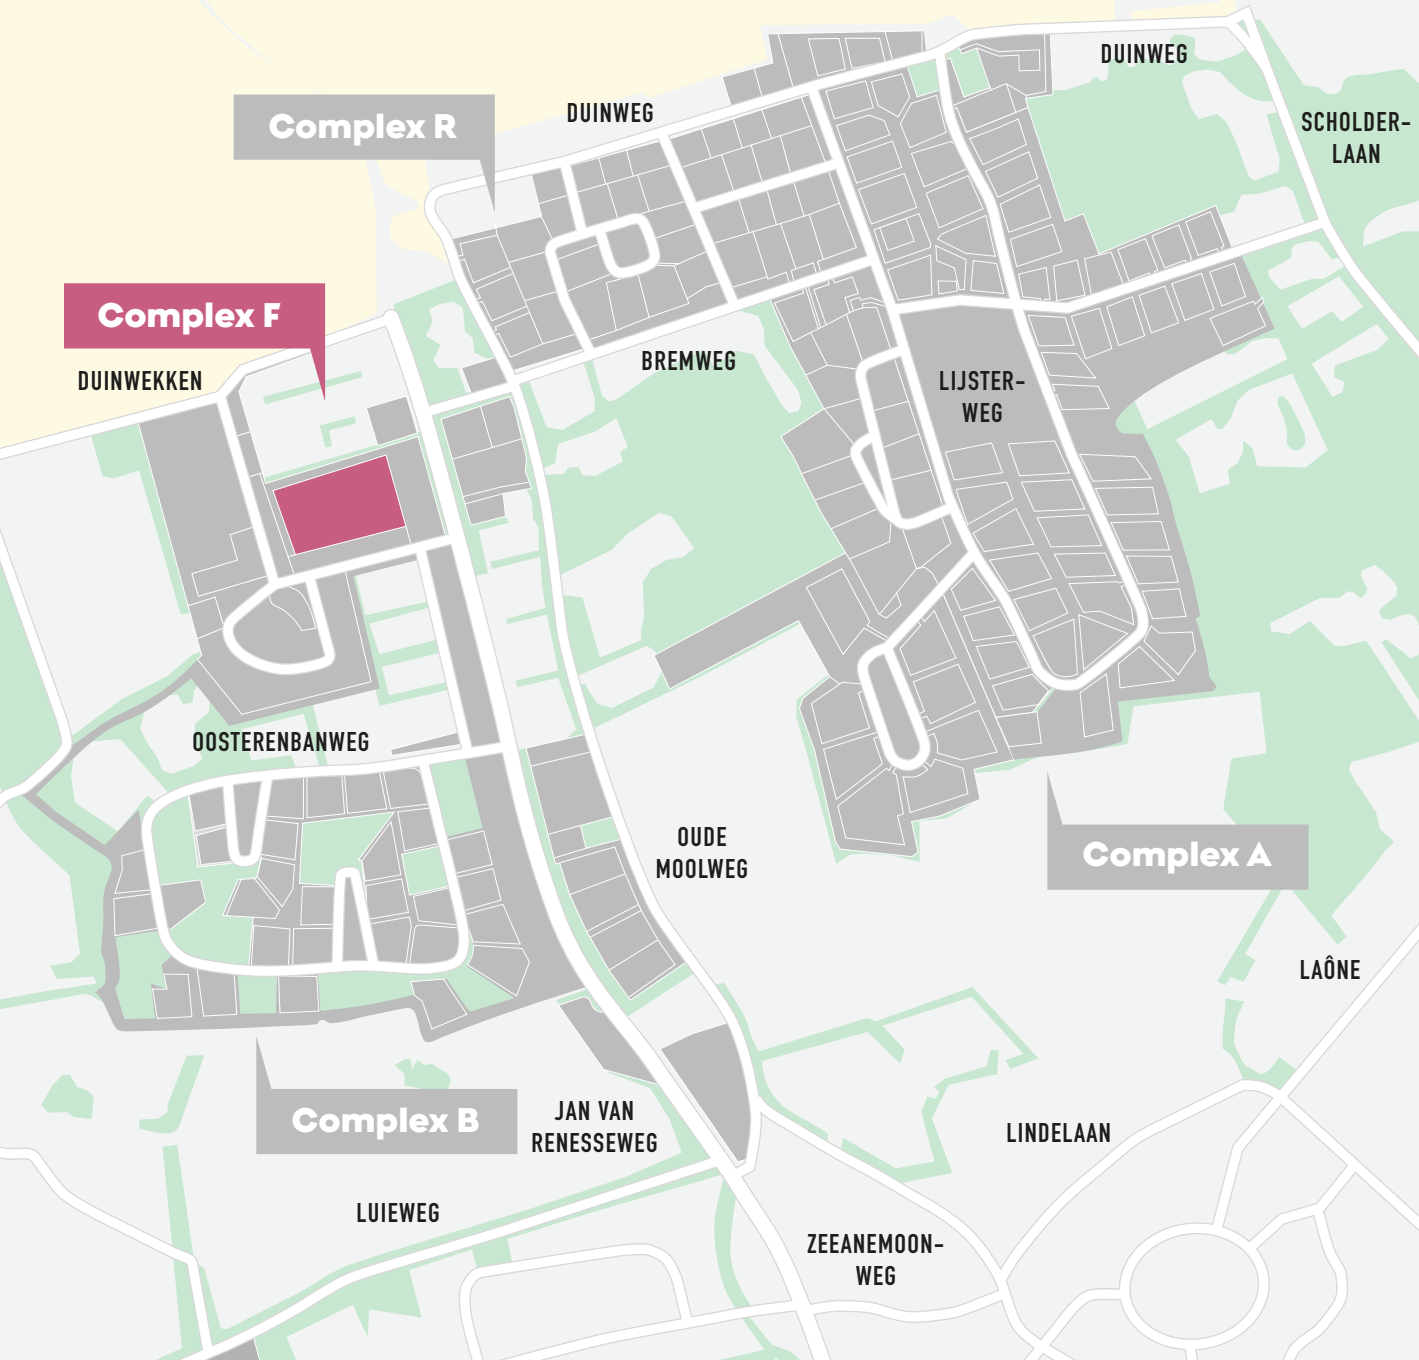 DUINWEG
DUINWEG
Complex R
SCHOLDER-
LAAN
Complex F
DUINWEKKEN
BREMWEG
LIJSTER-
WEG
OOSTERENBANWEG
OUDE
MOOLWEG
Complex A
LAÔNE
Complex B
JAN VAN
RENESSEWEG
LINDELAAN
LUIEWEG
ZEEANEMOON-
WEG